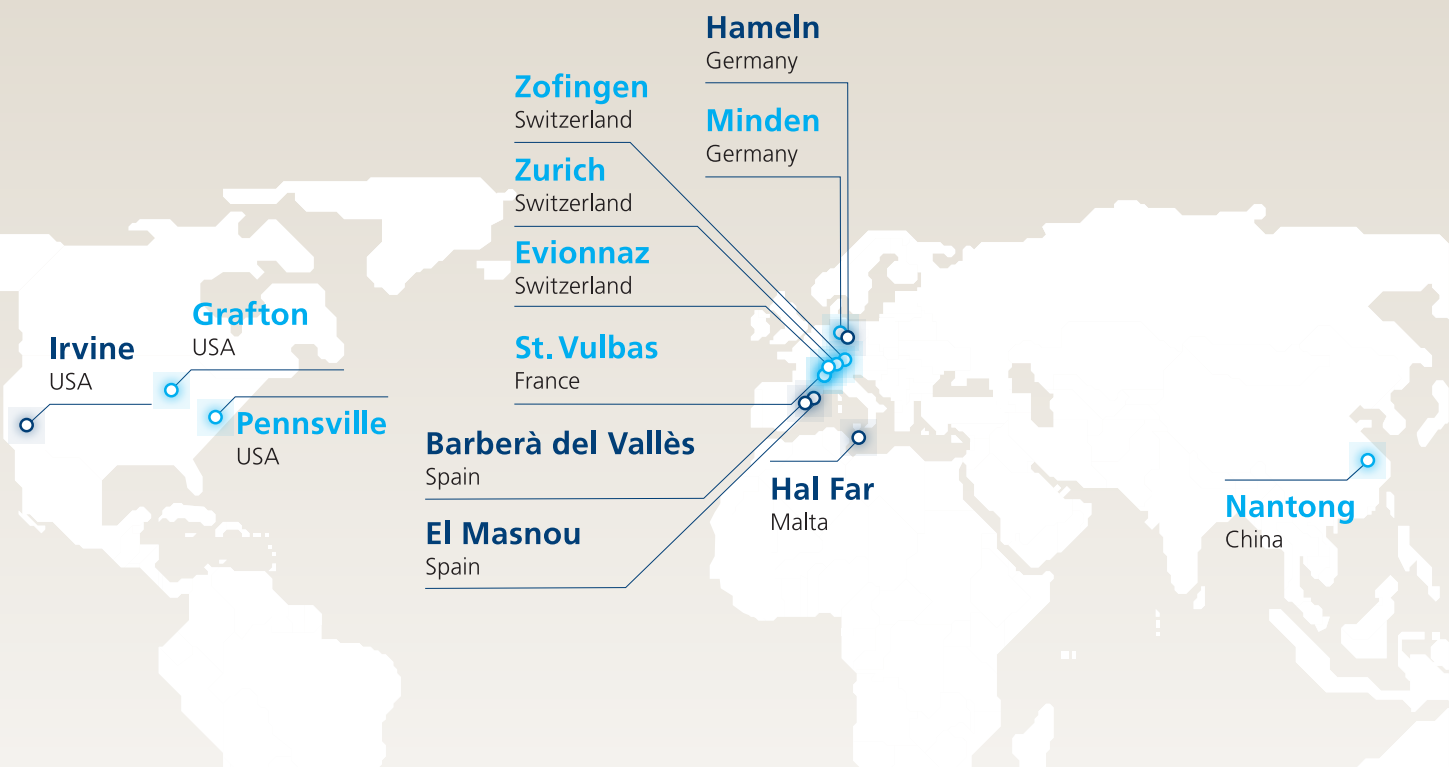 Hameln
Germany
Zofingen
Switzerland
Minden
Germany
Zurich
Switzerland
Evionnaz
Switzerland
Grafton
USA
Irvine
USA
St. Vulbas
France
Pennsville
USA
Barberà del Vallès
Spain
Hal Far
Malta
Nantong
China
El Masnou
Spain